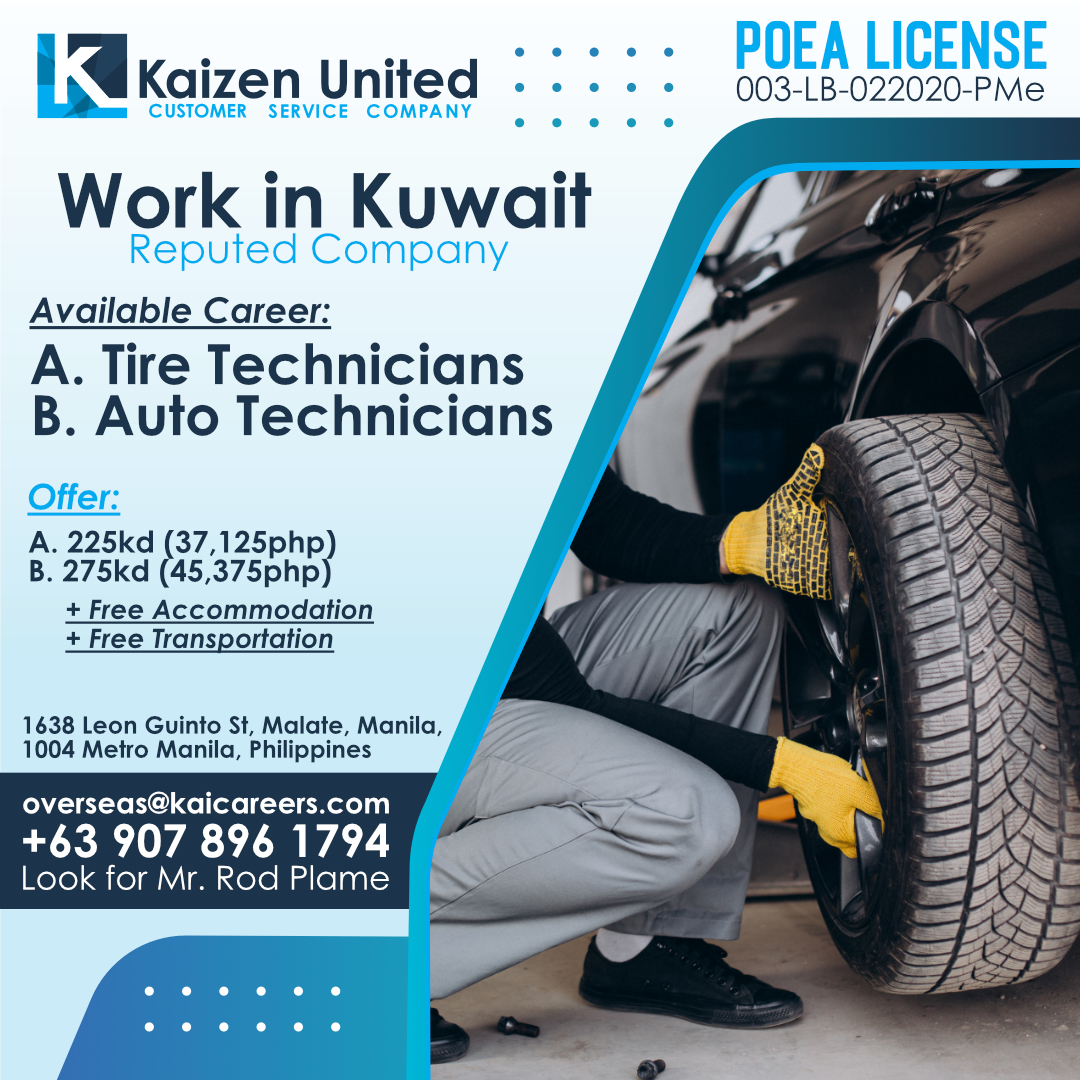 Kaizen United
CUSTOMER SERVICE COMPANY
POEA LICENSE
003-LB-022020-PMe
Work in Kuwait
Reputed Company
Available Career:
A. Tire Technicians
B. Auto Technicians
Offer:
A. 225kd (37,125php)
B. 275kd (45,375php)
+ Free Accommodation
+ Free Transportation
1638 Leon Guinto St, Malate, Manila,
1004 Metro Manila, Philippines
overseas@kaicareers.com
+63 907 896 1794
Look for Mr. Rod Plame